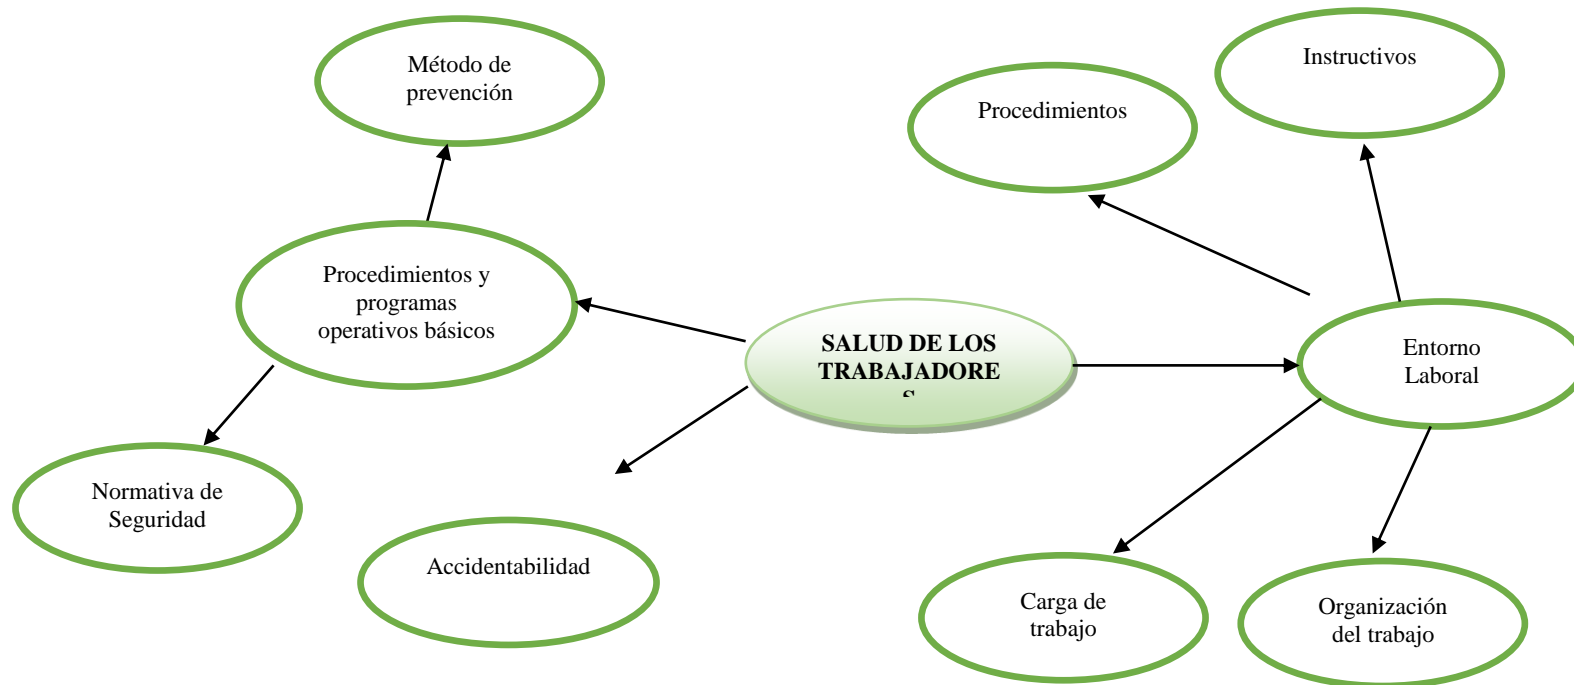 Método de
prevención
Instructivos
Procedimientos
Procedimientos y
programas
operativos básicos
SALUD DE LOS
TRABAJADORE
S
Entorno
Laboral
Normativa de
Seguridad
Accidentabilidad
Carga de
trabajo
Organización
del trabajo